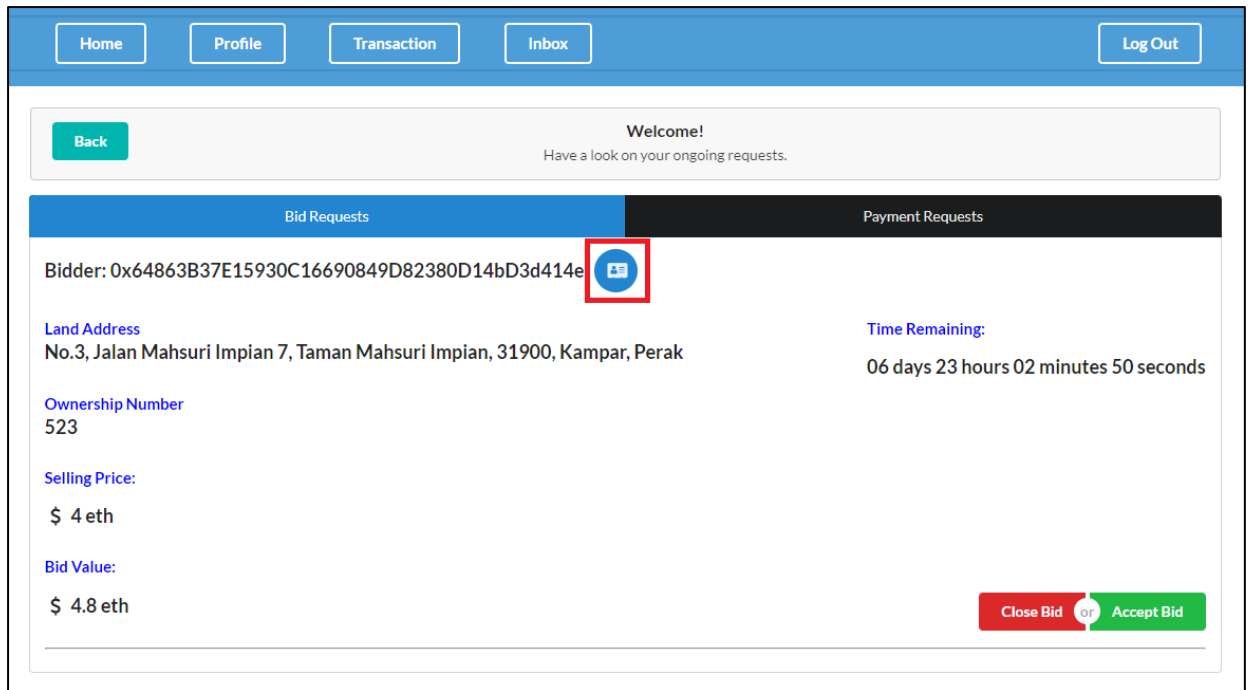 Home Profile Transaction Inbox Log Out
Back
Welcome!
Have a look on your ongoing requests.
Bid Requests Payment Requests
Bidder: 0x64863B37E15930C16690849D82380D14bD3d414e
Land Address
No.3, Jalan Mahsuri Impian 7, Taman Mahsuri Impian, 31900, Kampar, Perak
Time Remaining:
06 days 23 hours 02 minutes 50 seconds
Ownership Number
523
Selling Price:
$ 4 eth
Bid Value:
$ 4.8 eth
Close Bid or Accept Bid